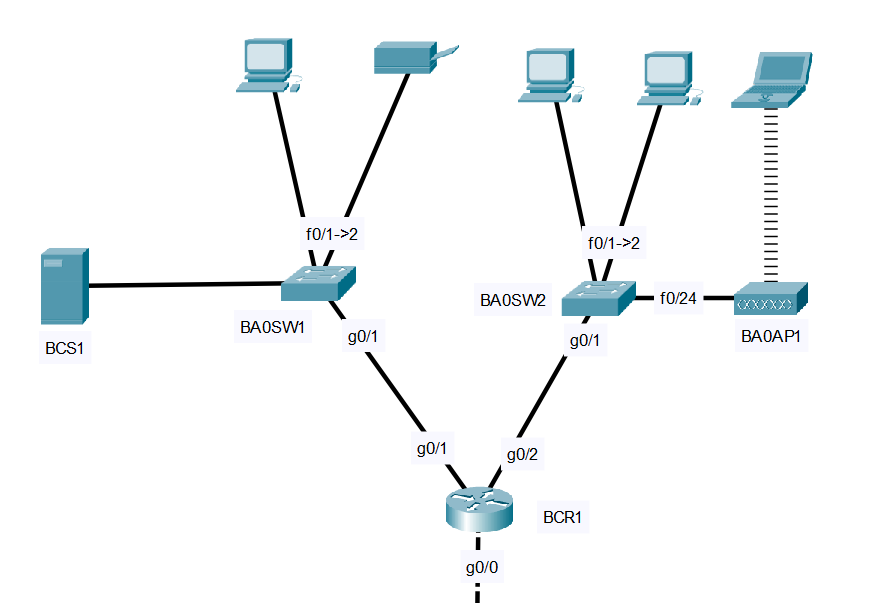 f0/1->2
f0/1->2
BCS1
BA0SW1
g0/1
BA0SW2
f0/24
g0/1
BA0AP1
g0/1
g0/2
BCR1
g0/0